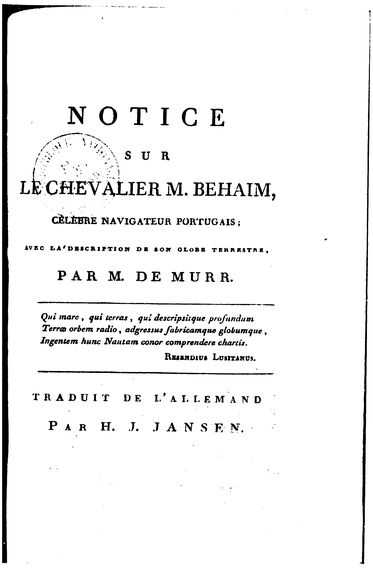 NOTICE
SUR
LE CHEVALIER M. BEHAIM,
CÉLÈBRE NAVIGATEUR PORTUGAIS;
AVEC LA DESCRIPTION DE SON GLOBE TERRESTRE,
PAR M. DE MURR.
Qui mare, qui terras, qui descripsitque profundum
Terræ orbem radio, adgressus fabricamque globumque,
Ingentem hunc Nautam conor comprendere chartis.
RESENDIUS LUSITANUS.
TRADUIT DE L'ALLEMAND
PAR H. J. JANSEN.